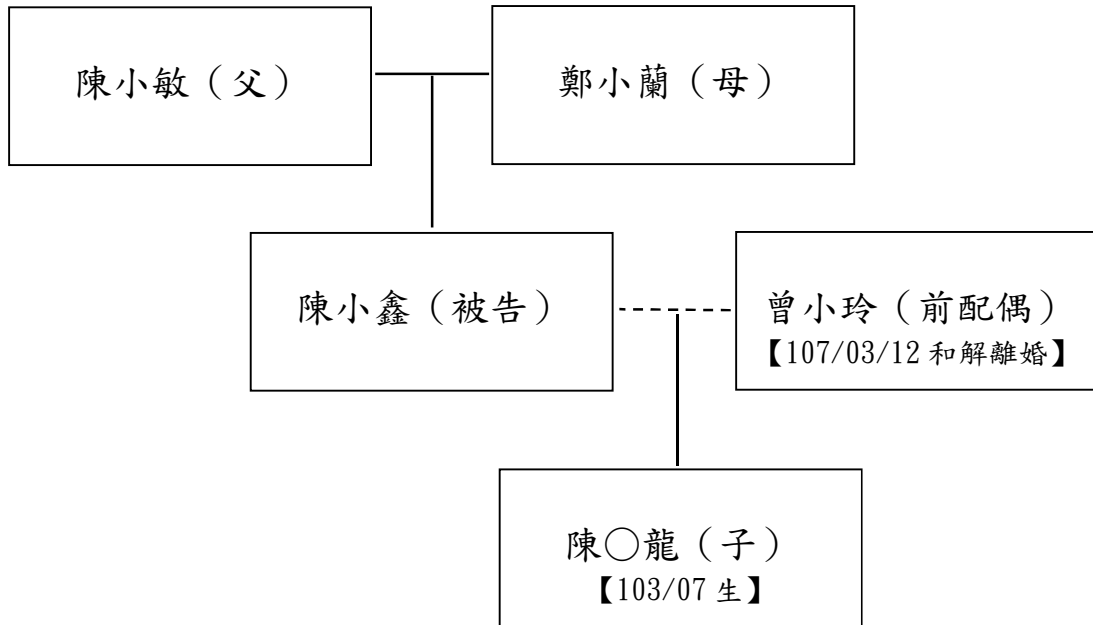 陳小敏（父）
鄭小蘭（母）
陳小鑫（被告）
曾小玲（前配偶）
【107/03/12 和解離婚】
陳○龍（子）
【103/07 生】